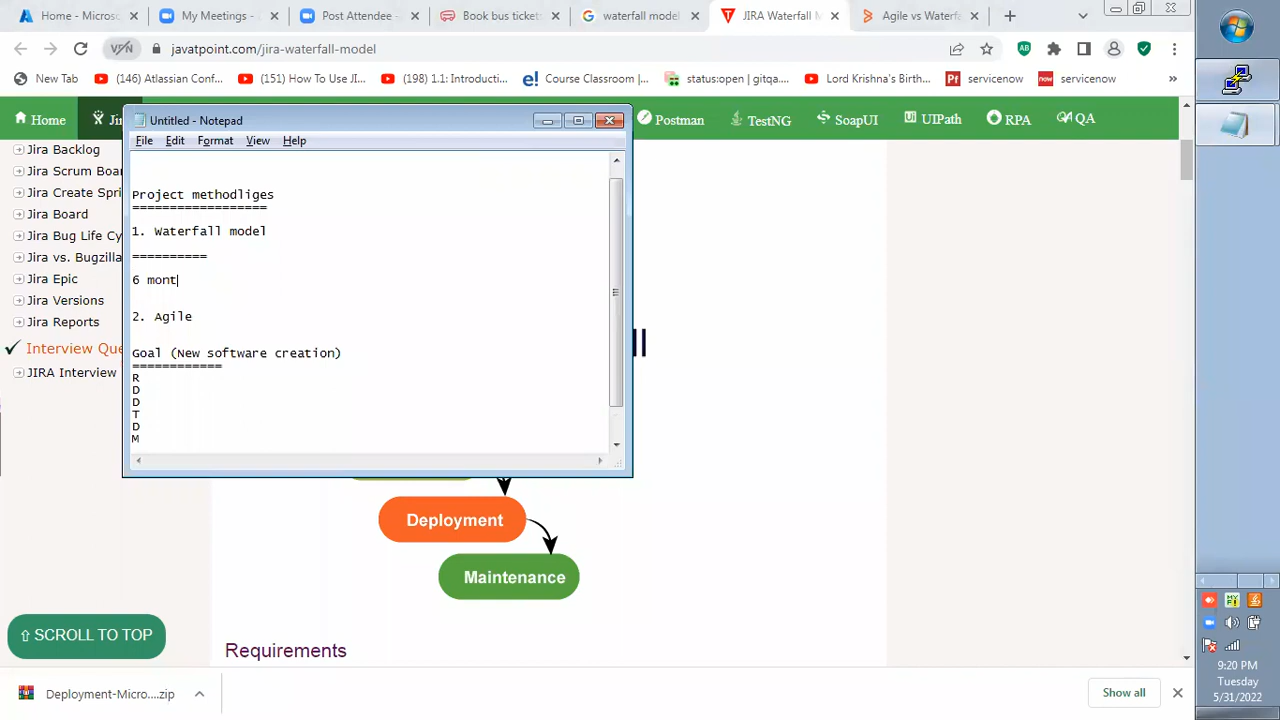 Home - Microsc
My Meetings -
Post Attendee -
Book bus tickets
waterfall model
JIRA Waterfall M
Agile vs Waterfa
VPN
javatpoint.com/jira-waterfall-model
New Tab
(146) Atlassian Conf...
(151) How To Use JI...
(198) 1.1: Introducti...
Course Classroom |...
status:open | gitqa....
Lord Krishna's Birth...
servicenow
servicenow
»
Home
Postman
TestNG
SoapUI
UIPath
RPA
QA
Jira Backlog
Jira Scrum Boa
Jira Create Spri
Jira Board
Jira Bug Life Cy
Jira vs. Bugzilla
Jira Epic
Jira Versions
Jira Reports
Interview Que
JIRA Interview
Untitled - Notepad
File Edit Format View Help
Project methodliges
==================
1. Waterfall model
==========
6 mont
2. Agile
Goal (New software creation)
============
R
D
D
T
D
M
Deployment
Maintenance
⇧ SCROLL TO TOP
Requirements
Deployment-Micro....zip
Show all
9:20 PM
Tuesday
5/31/2022